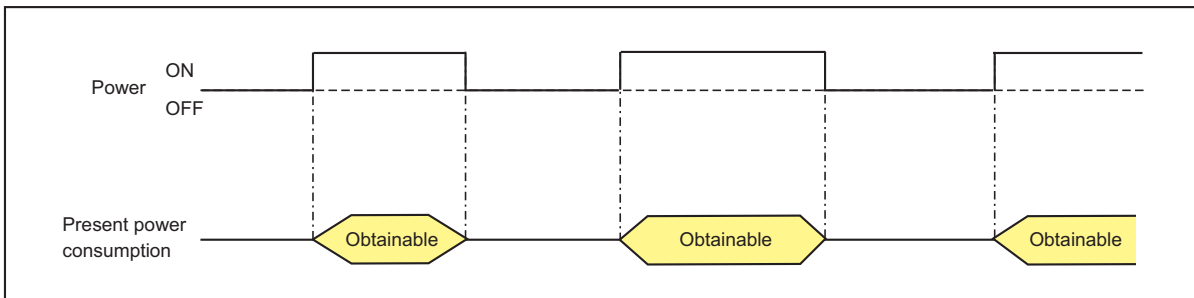 ON
Power
OFF
Present power
consumption
Obtainable
Obtainable
Obtainable